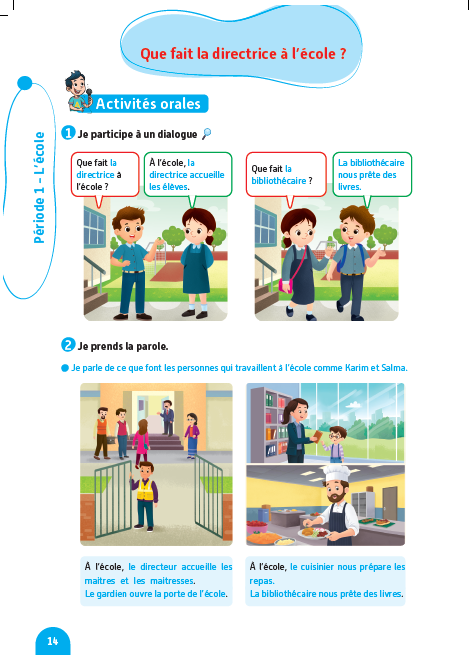 Que fait la directrice à l'école ?
Activités orales
Période 1 - L'école
1 Je participe à un dialogue
Que fait la
directrice à
l'école ?
À l'école, la
directrice accueille
les élèves.
Que fait la
bibliothécaire ?
La bibliothécaire
nous prête des
livres.
2 Je prends la parole.
Je parle de ce que font les personnes qui travaillent à l'école comme Karim et Salma.
À l'école, le directeur accueille les
maitres et les maitresses.
Le gardien ouvre la porte de l'école.
À l'école, le cuisinier nous prépare les
repas.
La bibliothécaire nous prête des livres.
14